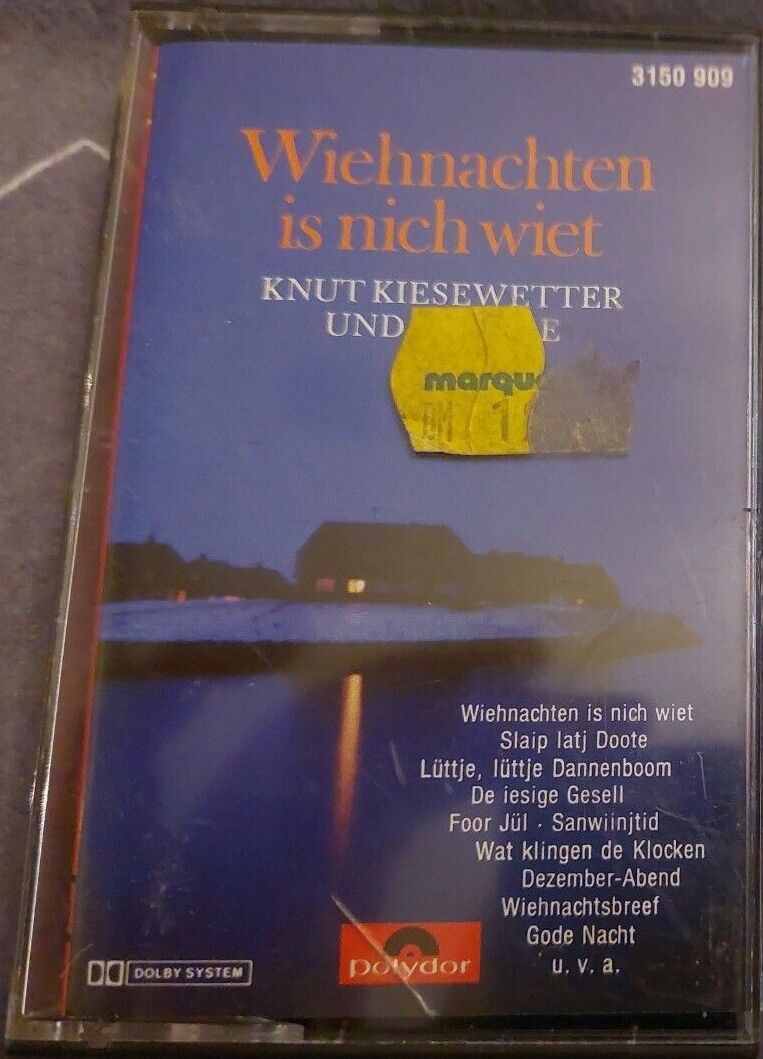 3150 909
Wiehnachten
is nich wiet
KNUT KIESEWETTER
UND
DM 1
Wiehnachten is nich wiet
Slaip latj Doote
Lüttje, lüttje Dannenboom
De iesige Gesell
Foor Jül · Sanwiinjtid
Wat klingen de Klocken
Dezember-Abend
Wiehnachtsbreef
Gode Nacht
u. v. a.
DOLBY SYSTEM
polydor